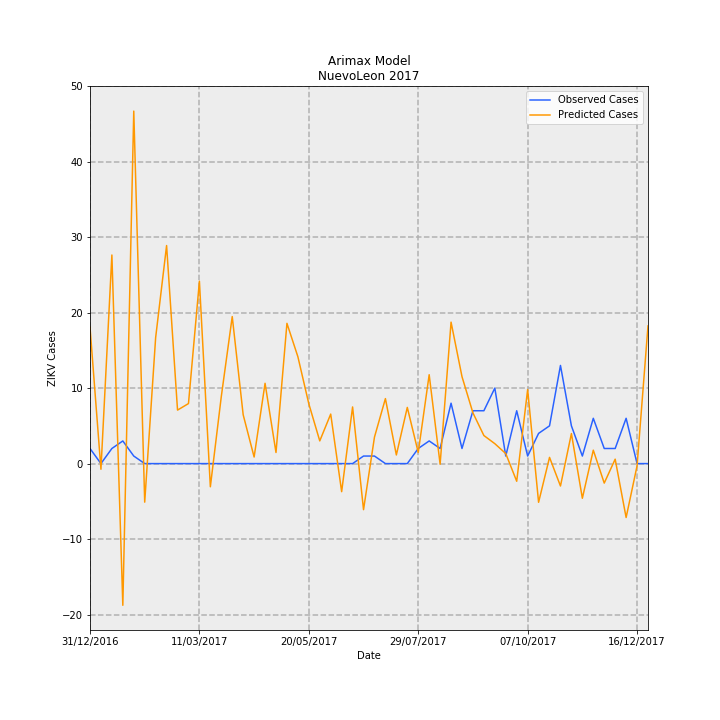 Arimax Model
NuevoLeon 2017
Observed Cases
Predicted Cases
ZIKV Cases
50
40
30
20
10
0
−10
−20
31/12/2016
11/03/2017
20/05/2017
29/07/2017
07/10/2017
16/12/2017
Date